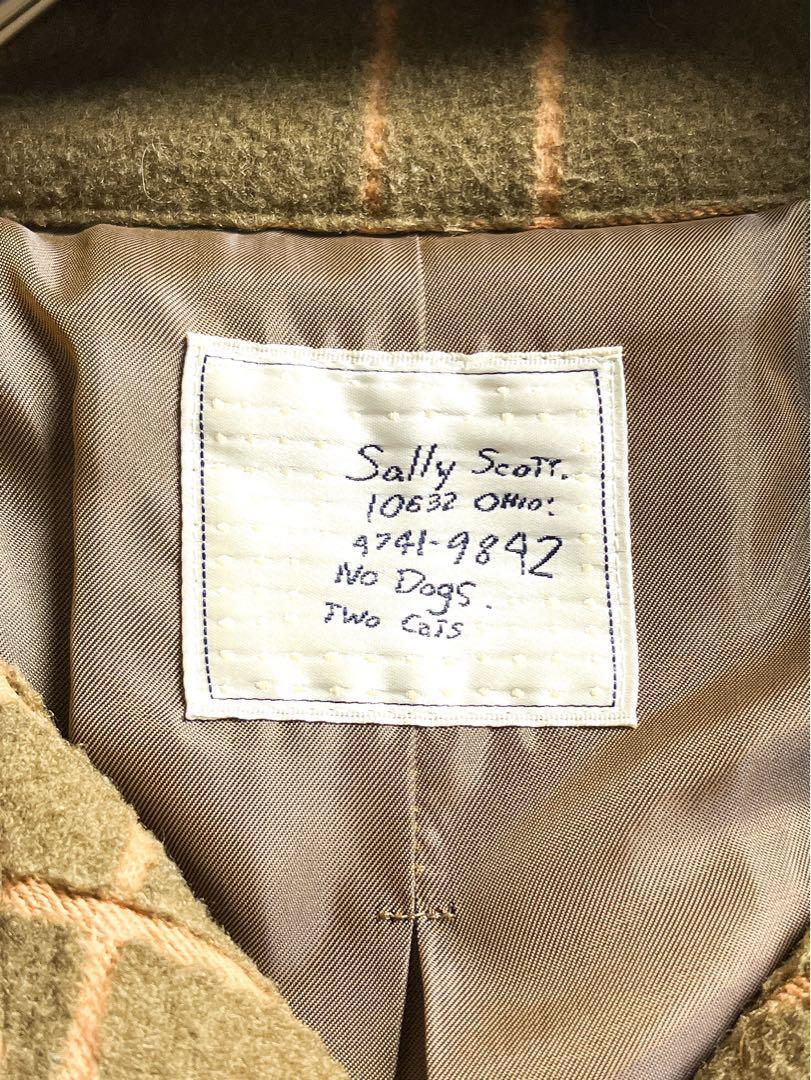 Sally Scott.
10632 OHIO:
4741-9842
No Dogs.
Two Cats